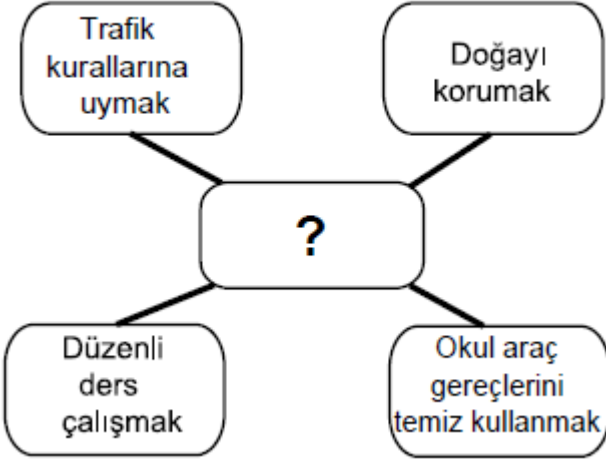 Trafik
kurallarına
uymak
Doğayı
korumak
?
Düzenli
ders
çalışmak
Okul araç
gereçlerini
temiz kullanmak